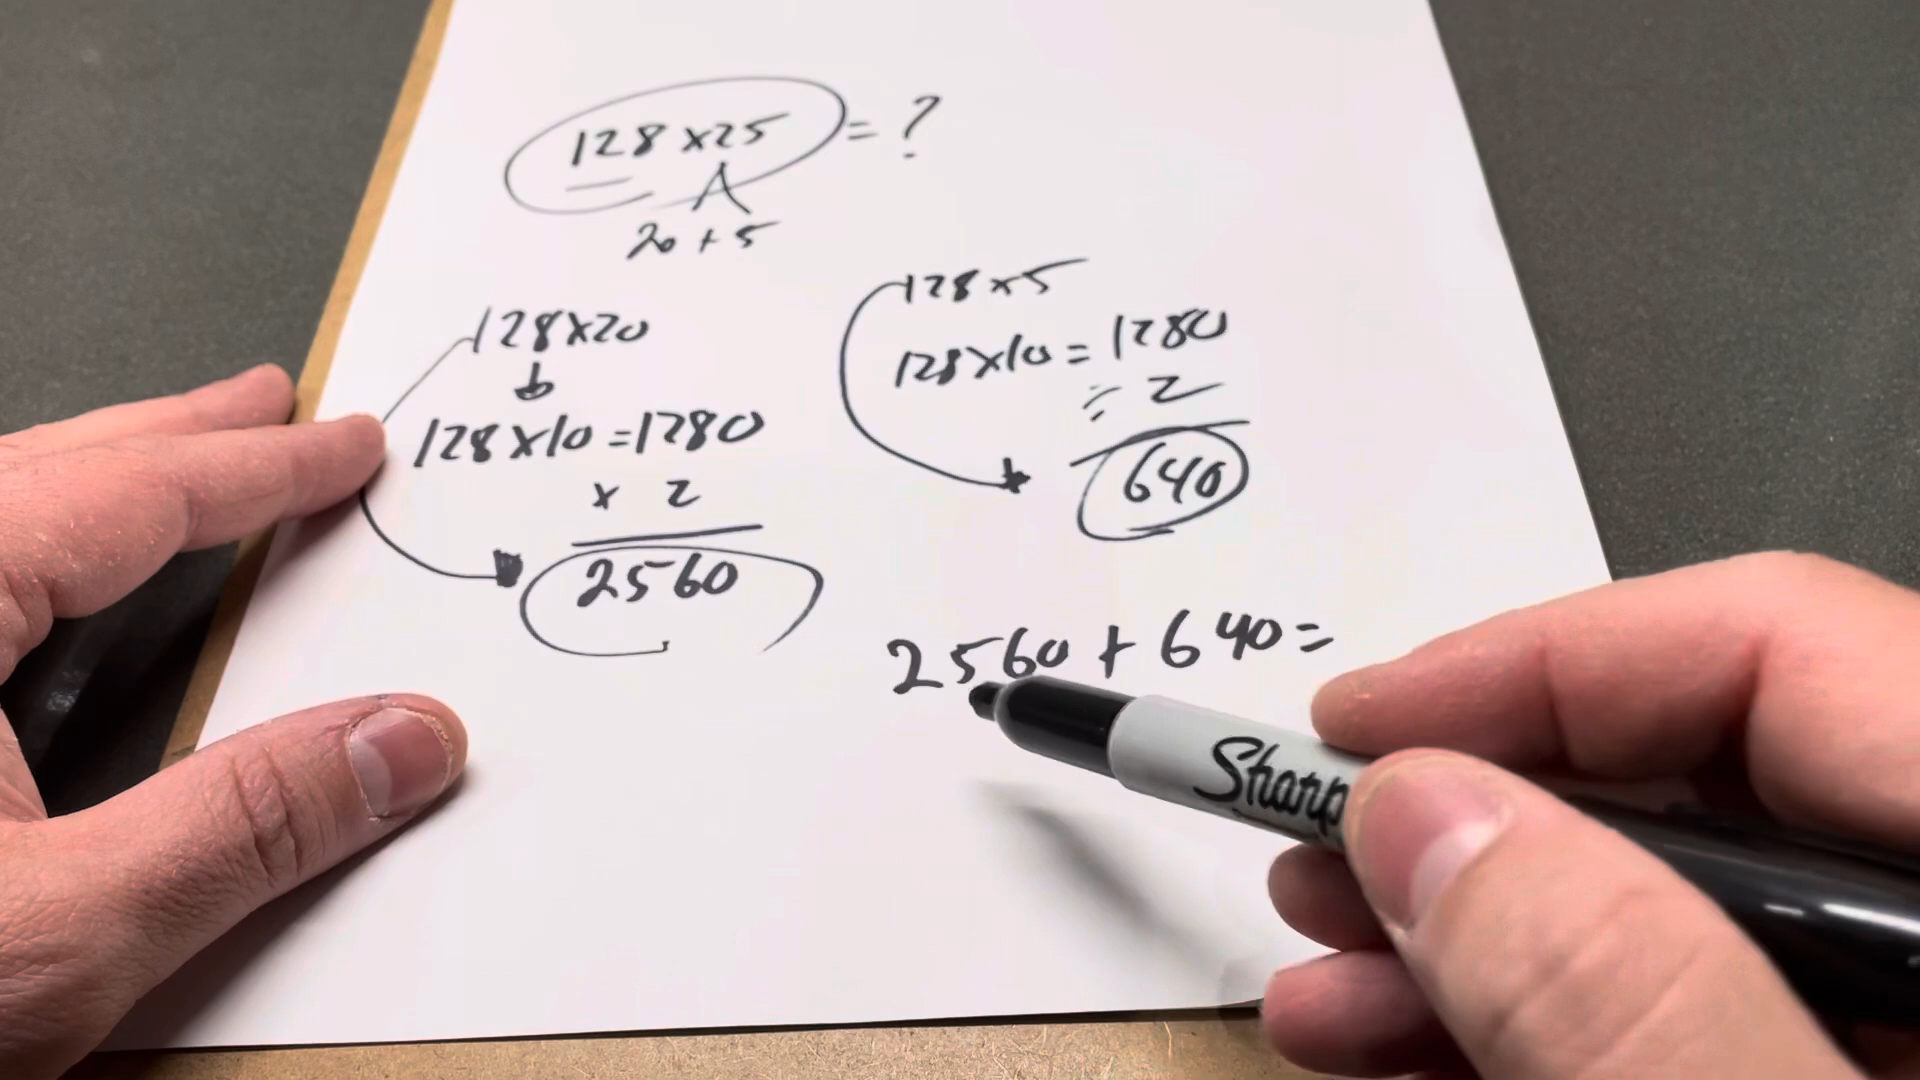 128 x 25 = ?
20 + 5
128 x 20
128 x 10 = 1280
x 2
2560
128 x 5
128 x 10 = 1280
÷ 2
640
2560 + 640 =
Sharp